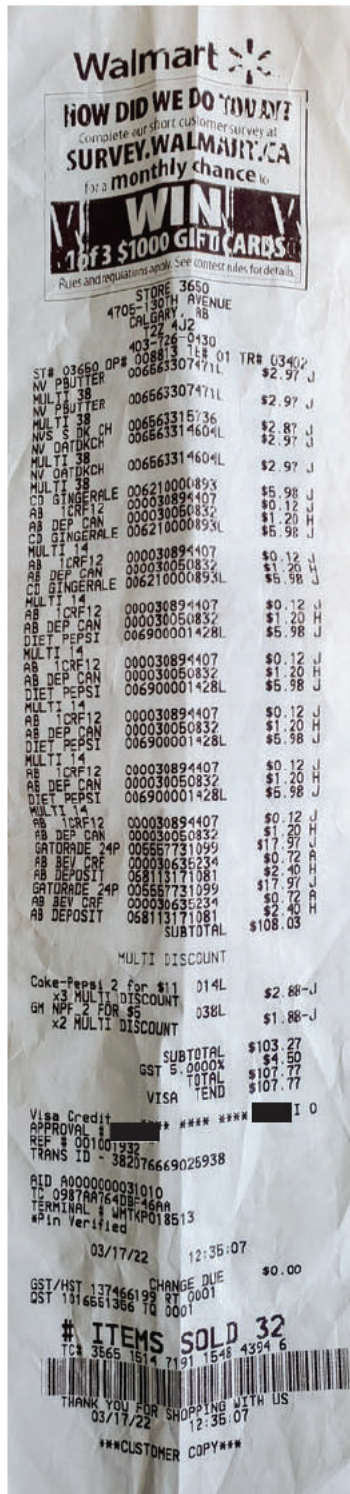 Walmart
HOW DID WE DO TODAY?
Complete our short customer survey at
SURVEY.WALMART.CA
for a monthly chance to
WIN
1 of 3 $1000 GIFT CARDS
Rules and regulations apply. See contest rules for details.
STORE 3650
4705-130TH AVENUE
CALGARY, AB
T2Z 4J2
403-726-0430
ST# 03650 OP# 008813 TE# 01 TR# 03402
NV PBUTTER 006563307471L $2.97 J
MULTI 38
NV PBUTTER 006563307471L $2.97 J
MULTI 38
NVS S DK CH 006563315736 $2.87 J
NV OATDKCH 006563314604L $2.97 J
MULTI 38
NV OATDKCH 006563314604L $2.97 J
MULTI 38
CD GINGERALE 006210000893 $5.98 J
AB 1CRF12 000030894407 $0.12 J
AB DEP CAN 000030050832 $1.20 H
CD GINGERALE 006210000893L $5.98 J
MULTI 14
AB 1CRF12 000030894407 $0.12 J
AB DEP CAN 000030050832 $1.20 H
CD GINGERALE 006210000893L $5.98 J
MULTI 14
AB 1CRF12 000030894407 $0.12 J
AB DEP CAN 000030050832 $1.20 H
DIET PEPSI 006900001428L $5.98 J
MULTI 14
AB 1CRF12 000030894407 $0.12 J
AB DEP CAN 000030050832 $1.20 H
DIET PEPSI 006900001428L $5.98 J
MULTI 14
AB 1CRF12 000030894407 $0.12 J
AB DEP CAN 000030050832 $1.20 H
DIET PEPSI 006900001428L $5.98 J
MULTI 14
AB 1CRF12 000030894407 $0.12 J
AB DEP CAN 000030050832 $1.20 H
DIET PEPSI 006900001428L $5.98 J
MULTI 14
AB 1CRF12 000030894407 $0.12 J
AB DEP CAN 000030050832 $1.20 H
GATORADE 24P 005557731099 $17.97 J
AB BEV CRF 000030635234 $0.72 A
AB DEPOSIT 068113171081 $2.40 H
GATORADE 24P 005557731099 $17.97 J
AB BEV CRF 000030635234 $0.72 A
AB DEPOSIT 068113171081 $2.40 H
SUBTOTAL $108.03
MULTI DISCOUNT
Coke-Pepsi 2 for $11 014L
x3 MULTI DISCOUNT $2.88-J
GM NPF 2 FOR $5 038L
x2 MULTI DISCOUNT $1.88-J
SUBTOTAL $103.27
GST 5.0000% $4.50
TOTAL $107.77
VISA TEND $107.77
Visa Credit **** **** **** I 0
APPROVAL #
REF # 001001932
TRANS ID - 382076669025938
AID A0000000031010
TC 0987AA764DBF46AA
TERMINAL # WMTKP018513
*Pin Verified
03/17/22 12:35:07
CHANGE DUE $0.00
GST/HST 137466199 RT 0001
QST 1016551356 TQ 0001
# ITEMS SOLD 32
TC# 3565 1514 7191 1548 4394 6
THANK YOU FOR SHOPPING WITH US
03/17/22 12:35:07
***CUSTOMER COPY***